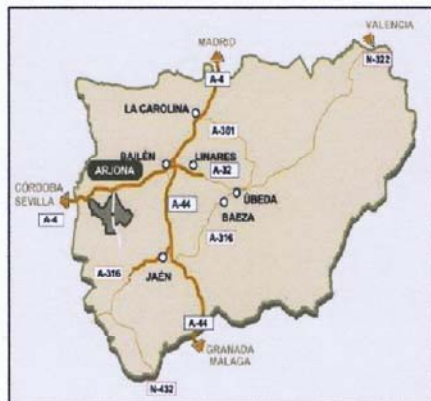 VALENCIA
MADRID
N-322
A-4
LA CAROLINA
A-301
ARJONA
BAILÉN
LINARES
A-32
CÓRDOBA
SEVILLA
A-4
A-44
ÚBEDA
BAEZA
A-316
A-316
JAÉN
A-44
GRANADA
MÁLAGA
N-432